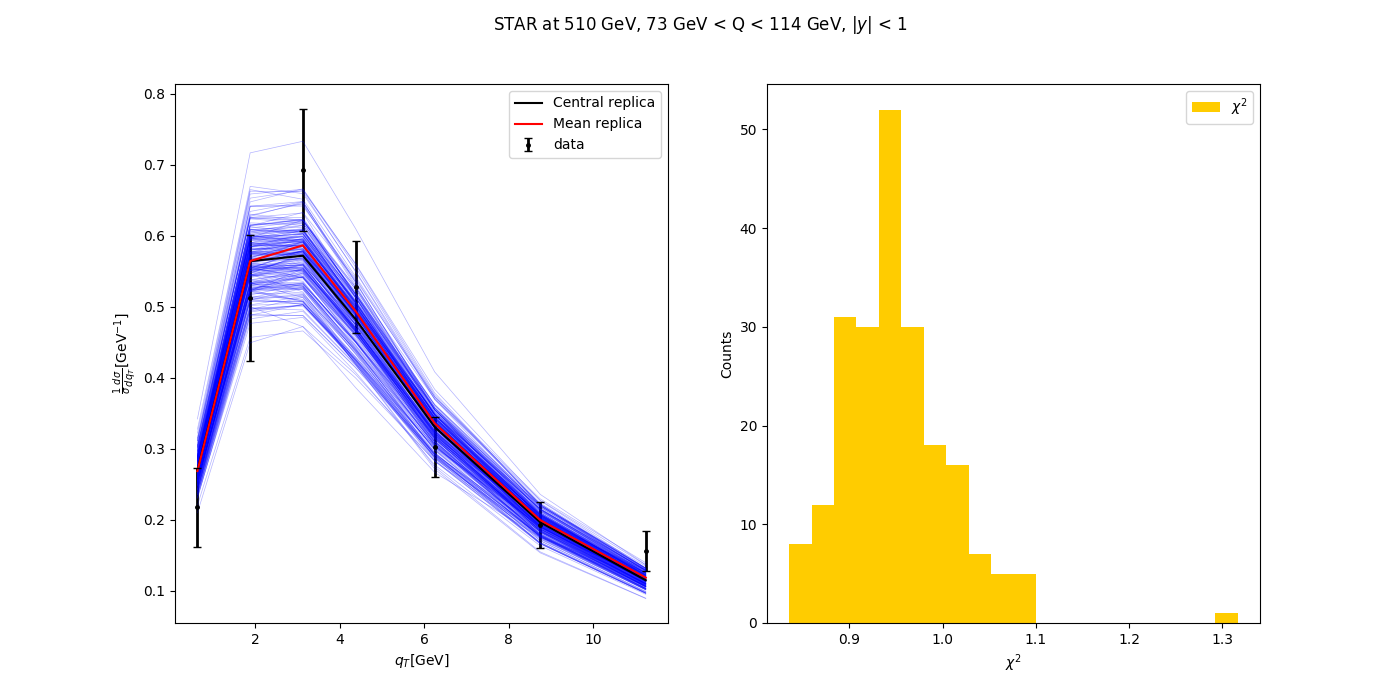 STAR at 510 GeV, 73 GeV < Q < 114 GeV, |y| < 1
0.8
0.7
0.6
0.5
0.4
0.3
0.2
0.1
1/σ dσ/dq_T [GeV⁻¹]
Central replica
Mean replica
data
2
4
6
8
10
q_T[GeV]
50
40
30
20
10
0
Counts
χ²
0.9
1.0
1.1
1.2
1.3
χ²